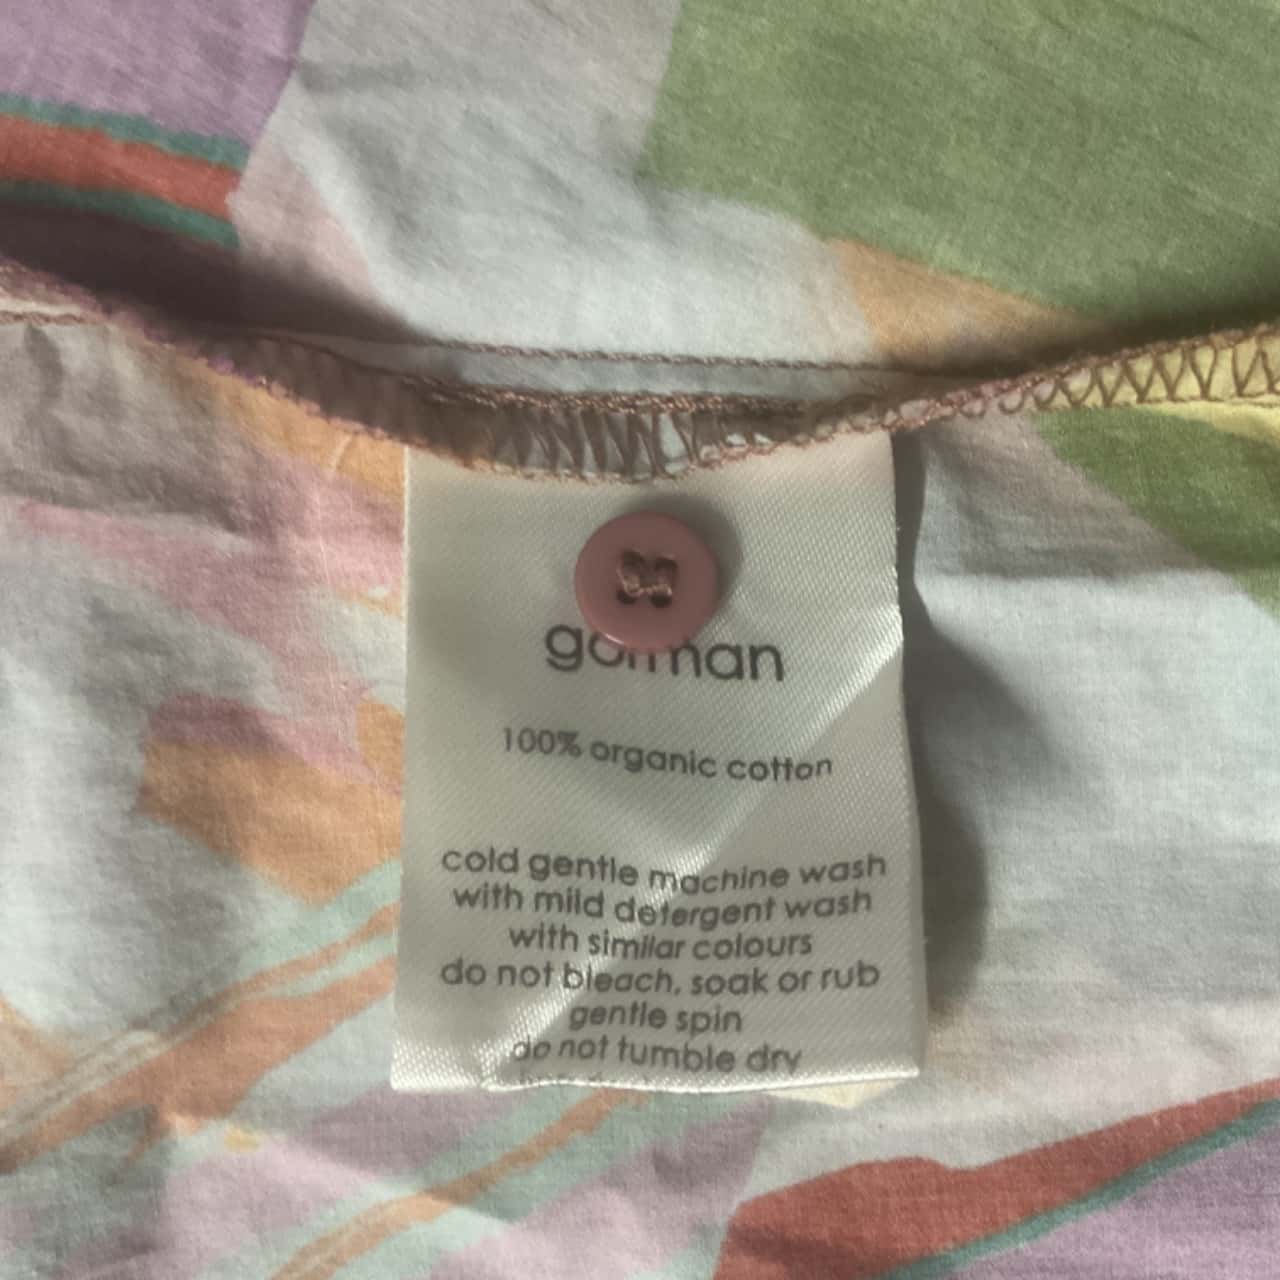 gorman
100% organic cotton
cold gentle machine wash
with mild detergent wash
with similar colours
do not bleach, soak or rub
gentle spin
do not tumble dry